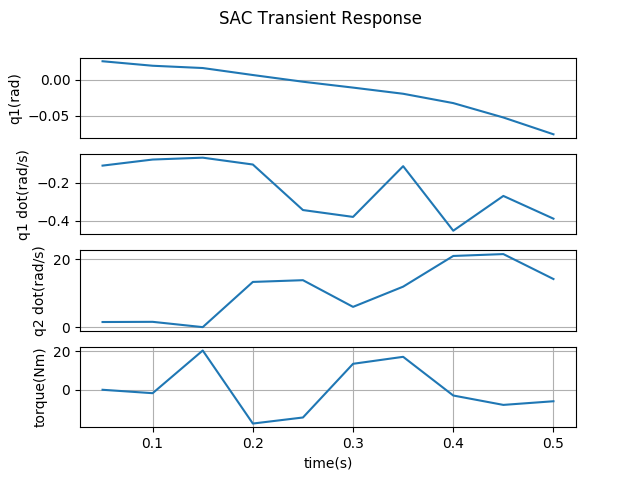 SAC Transient Response
q1(rad)
0.00
−0.05
q1 dot(rad/s)
−0.2
−0.4
q2 dot(rad/s)
20
0
torque(Nm)
20
0
0.1 0.2 0.3 0.4 0.5
time(s)